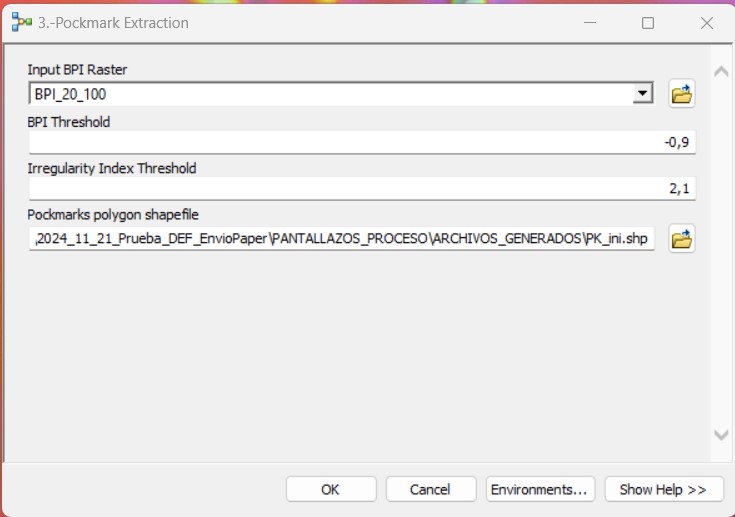 3.-Pockmark Extraction
Input BPI Raster
BPI_20_100
BPI Threshold
-0,9
Irregularity Index Threshold
2,1
Pockmarks polygon shapefile
,2024_11_21_Prueba_DEF_EnvioPaper\PANTALLAZOS_PROCESO\ARCHIVOS_GENERADOS\PK_ini.shp
OK Cancel Environments... Show Help >>